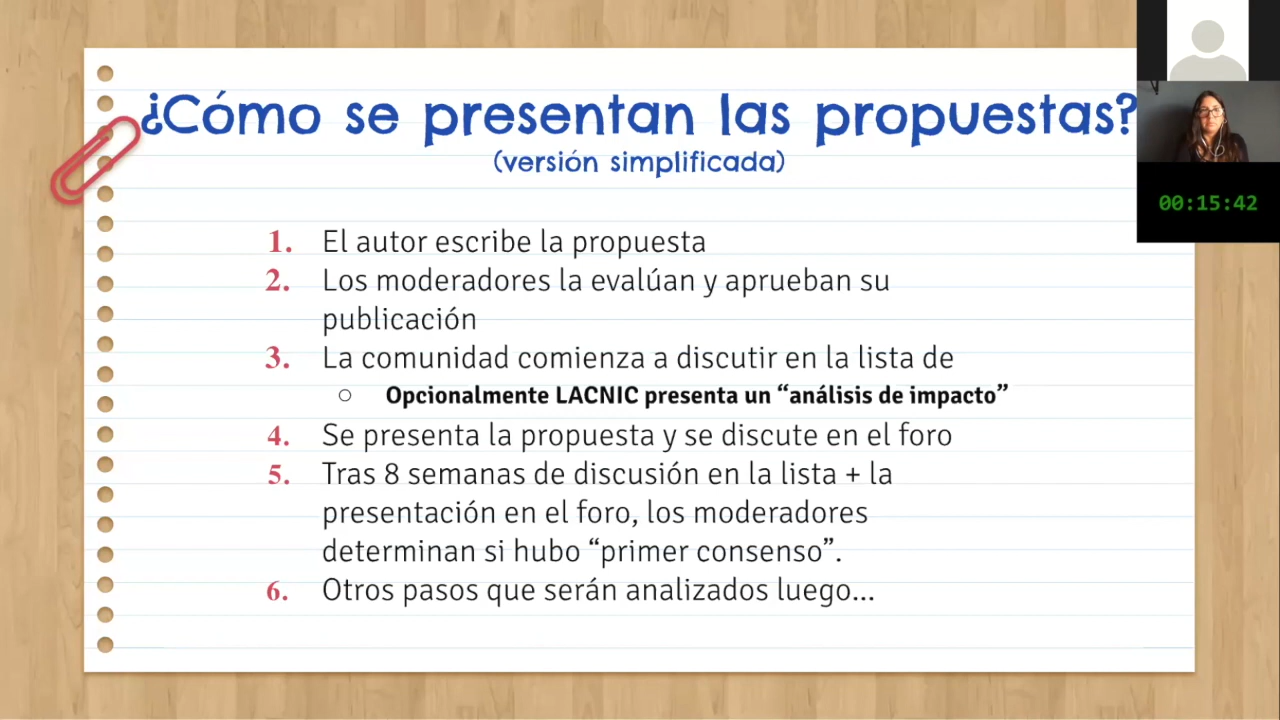 ¿Cómo se presentan las propuestas?
(versión simplificada)
00:15:42
1. El autor escribe la propuesta
2. Los moderadores la evalúan y aprueban su
publicación
3. La comunidad comienza a discutir en la lista de
○ Opcionalmente LACNIC presenta un “análisis de impacto”
4. Se presenta la propuesta y se discute en el foro
5. Tras 8 semanas de discusión en la lista + la
presentación en el foro, los moderadores
determinan si hubo “primer consenso”.
6. Otros pasos que serán analizados luego...